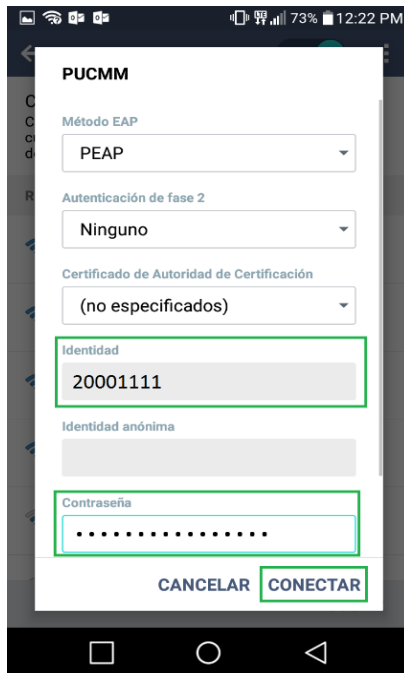 73% 12:22 PM
PUCMM
Método EAP
PEAP
Autenticación de fase 2
Ninguno
Certificado de Autoridad de Certificación
(no especificados)
Identidad
20001111
Identidad anónima
Contraseña
••••••••••••••••
CANCELAR CONECTAR